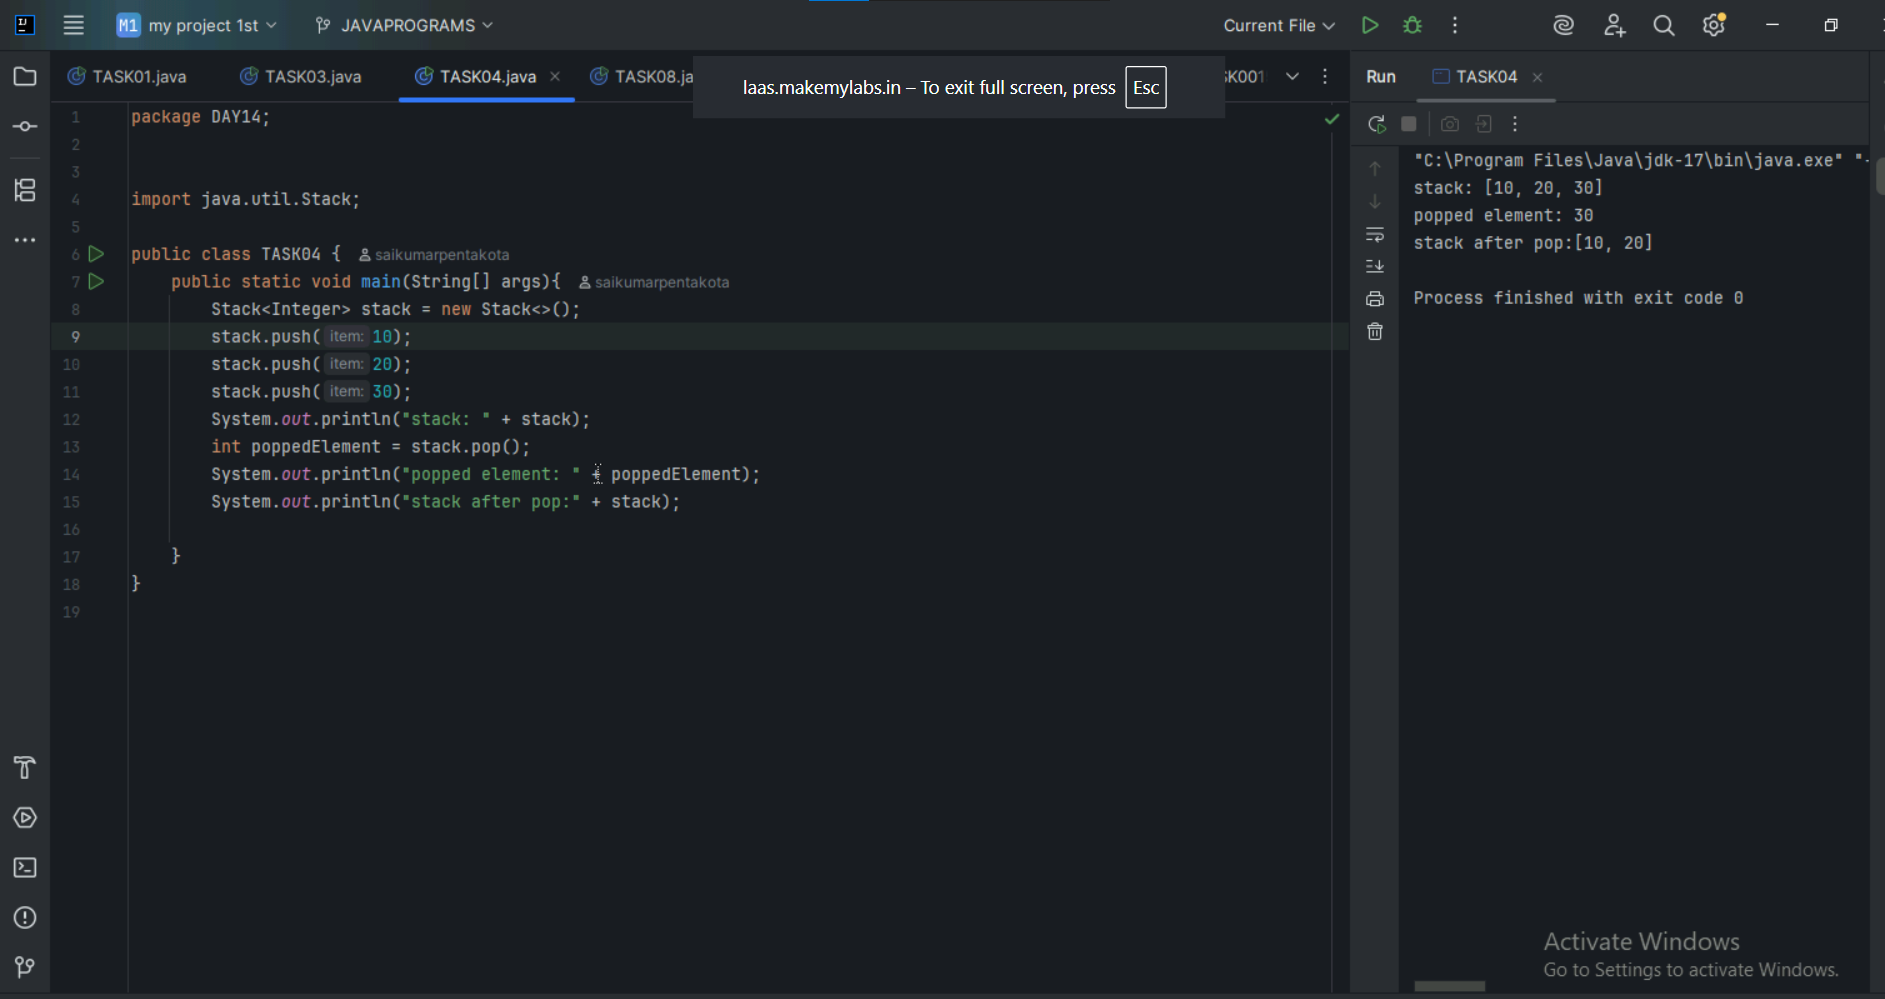 M1 my project 1st JAVAPROGRAMS Current File
TASK01.java TASK03.java TASK04.java TASK08.ja SK001
laas.makemylabs.in – To exit full screen, press Esc
Run TASK04
1 package DAY14;
2
3
4 import java.util.Stack;
5
6 public class TASK04 { saikumarpentakota
7 public static void main(String[] args){ saikumarpentakota
8 Stack<Integer> stack = new Stack<>();
9 stack.push( item: 10);
10 stack.push( item: 20);
11 stack.push( item: 30);
12 System.out.println("stack: " + stack);
13 int poppedElement = stack.pop();
14 System.out.println("popped element: " + poppedElement);
15 System.out.println("stack after pop:" + stack);
16
17 }
18 }
19
"C:\Program Files\Java\jdk-17\bin\java.exe" "-
stack: [10, 20, 30]
popped element: 30
stack after pop:[10, 20]
Process finished with exit code 0
Activate Windows
Go to Settings to activate Windows.